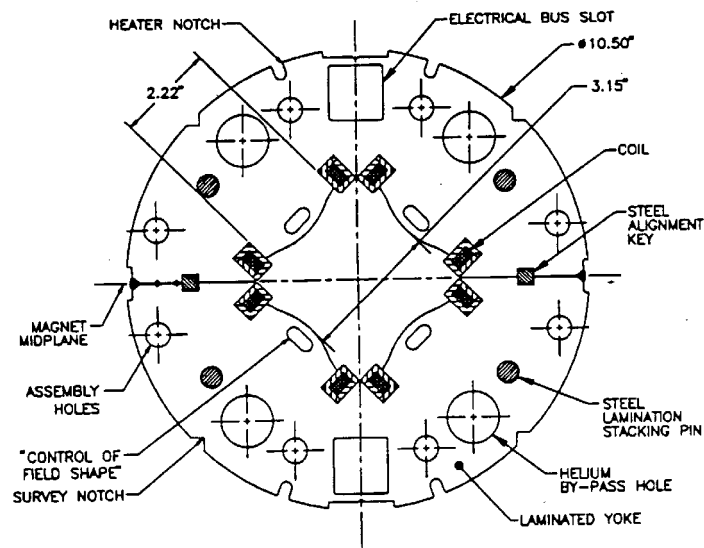 HEATER NOTCH
ELECTRICAL BUS SLOT
ø10.50"
2.22"
3.15"
COIL
STEEL
ALIGNMENT
KEY
MAGNET
MIDPLANE
ASSEMBLY
HOLES
"CONTROL OF
FIELD SHAPE"
SURVEY NOTCH
STEEL
LAMINATION
STACKING PIN
HELIUM
BY-PASS HOLE
LAMINATED YOKE